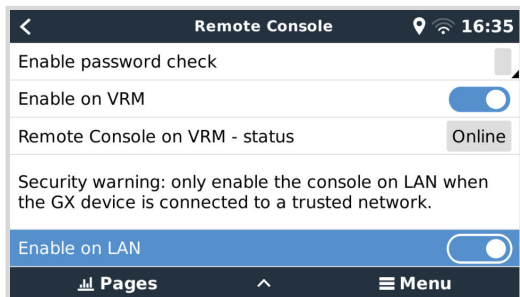 Remote Console
16:35
Enable password check
Enable on VRM
Remote Console on VRM - status
Online
Security warning: only enable the console on LAN when
the GX device is connected to a trusted network.
Enable on LAN
Pages
Menu